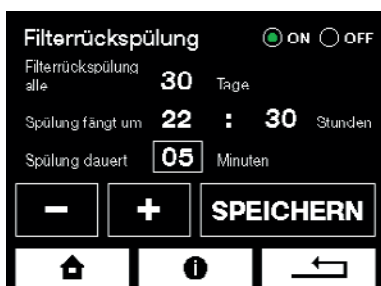 Filterrückspülung ON OFF
Filterrückspülung
alle 30 Tage
Spülung fängt um 22 : 30 Stunden
Spülung dauert 05 Minuten
− + SPEICHERN